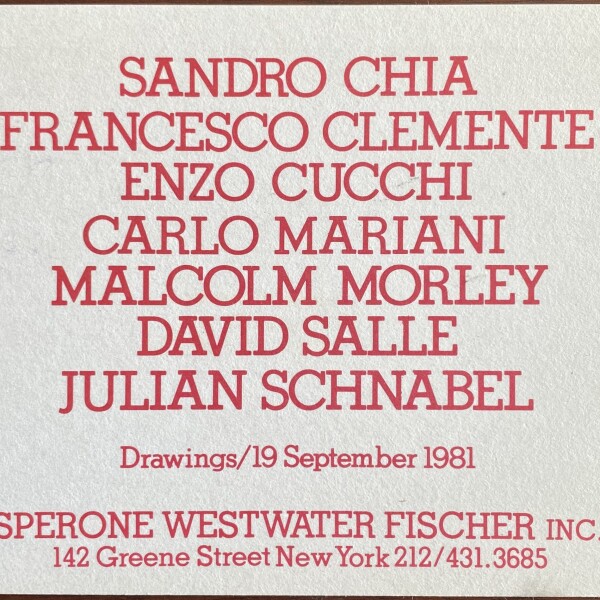 SANDRO CHIA
FRANCESCO CLEMENTE
ENZO CUCCHI
CARLO MARIANI
MALCOLM MORLEY
DAVID SALLE
JULIAN SCHNABEL
Drawings/19 September 1981
SPERONE WESTWATER FISCHER INC.
142 Greene Street New York 212/431.3685